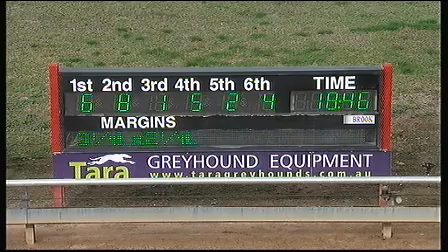 1st 2nd 3rd 4th 5th 6th TIME
6 8 1 5 2 4 18:46
BROOK
MARGINS
Tara GREYHOUND EQUIPMENT
www.taragreyhounds.com.au